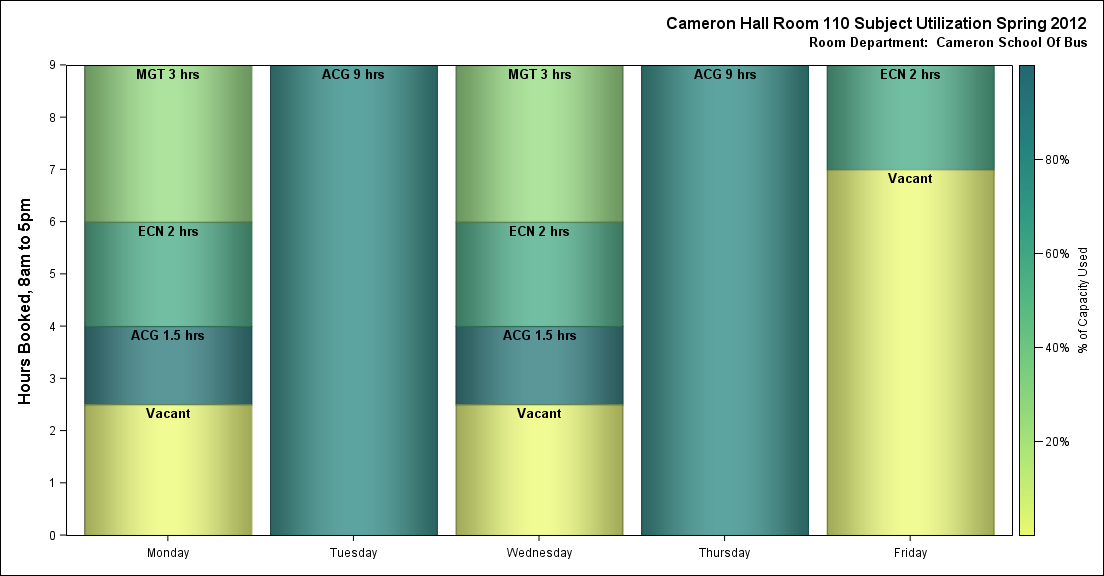 Cameron Hall Room 110 Subject Utilization Spring 2012
Room Department:  Cameron School Of Bus
Hours Booked, 8am to 5pm
9
8
7
6
5
4
3
2
1
0
MGT 3 hrs
ECN 2 hrs
ACG 1.5 hrs
Vacant
ACG 9 hrs
MGT 3 hrs
ECN 2 hrs
ACG 1.5 hrs
Vacant
ACG 9 hrs
ECN 2 hrs
Vacant
Monday
Tuesday
Wednesday
Thursday
Friday
80%
60%
40%
20%
% of Capacity Used